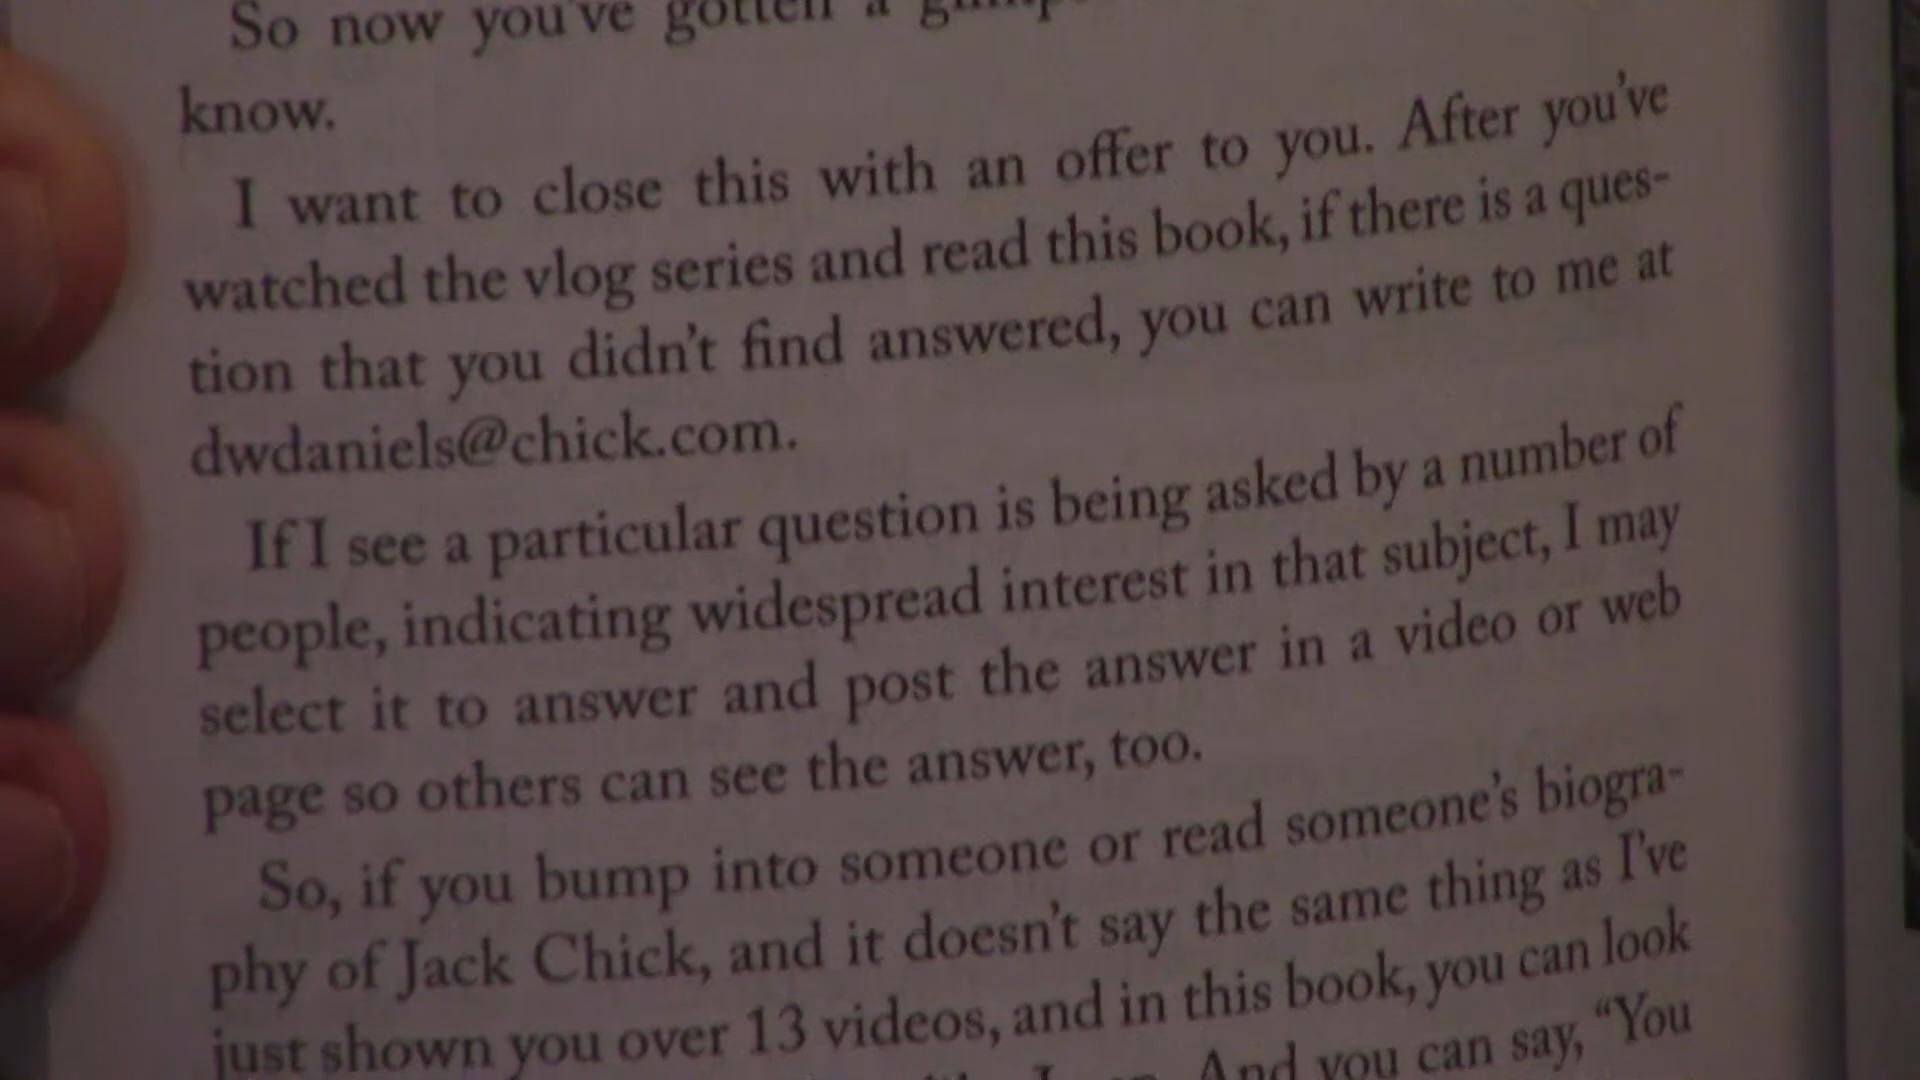 So now you've gotten a
know.
I want to close this with an offer to you. After you've
watched the vlog series and read this book, if there is a ques-
tion that you didn't find answered, you can write to me at
dwdaniels@chick.com.
If I see a particular question is being asked by a number of
people, indicating widespread interest in that subject, I may
select it to answer and post the answer in a video or web
page so others can see the answer, too.
So, if you bump into someone or read someone's biogra-
phy of Jack Chick, and it doesn't say the same thing as I've
just shown you over 13 videos, and in this book, you can look
And you can say, “You